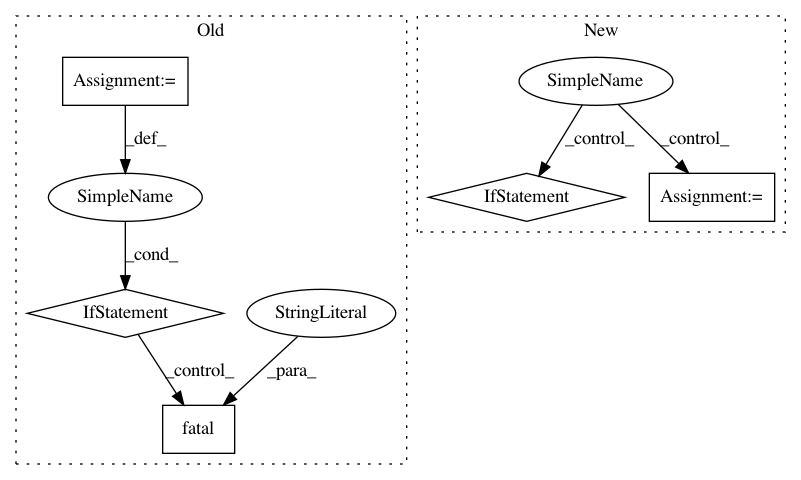 Old
New
Assignment:=
SimpleName
_def_
_control_
_control_
SimpleName
IfStatement
Assignment:=
_cond_
IfStatement
StringLiteral
_control_
_para_
fatal